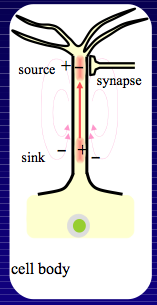 source + −
synapse
sink − + −
cell body